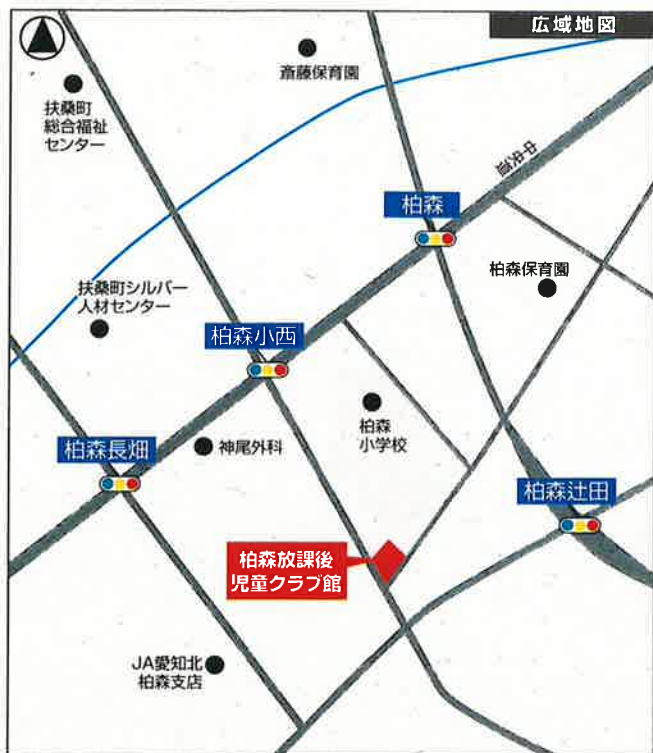 広域地図
斎藤保育園
扶桑町
総合福祉
センター
中央道
柏森
柏森保育園
扶桑町シルバー
人材センター
柏森小西
柏森
小学校
柏森長畑
神尾外科
柏森辻田
柏森放課後
児童クラブ館
JA愛知北
柏森支店